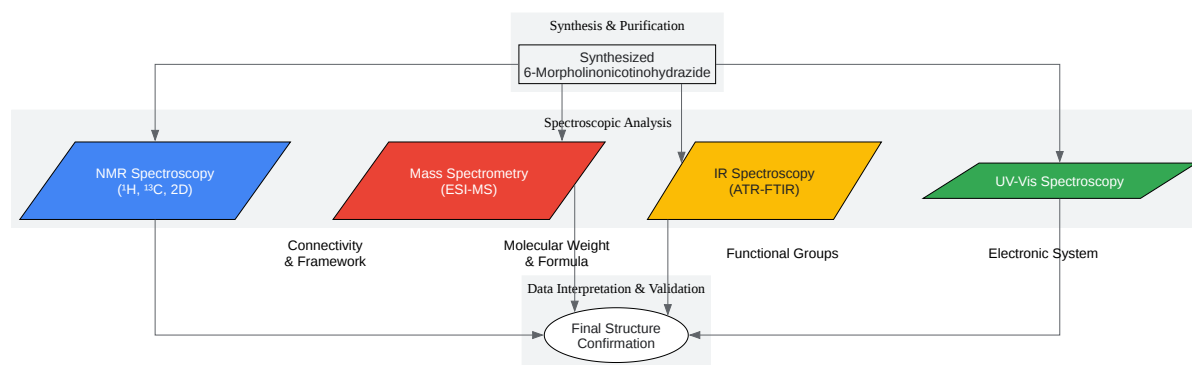 Synthesis & Purification
Synthesized
6-Morpholinonicotinohydrazide
Spectroscopic Analysis
NMR Spectroscopy
(¹H, ¹³C, 2D)
Mass Spectrometry
(ESI-MS)
IR Spectroscopy
(ATR-FTIR)
UV-Vis Spectroscopy
Connectivity
& Framework
Molecular Weight
& Formula
Functional Groups
Electronic System
Data Interpretation & Validation
Final Structure
Confirmation